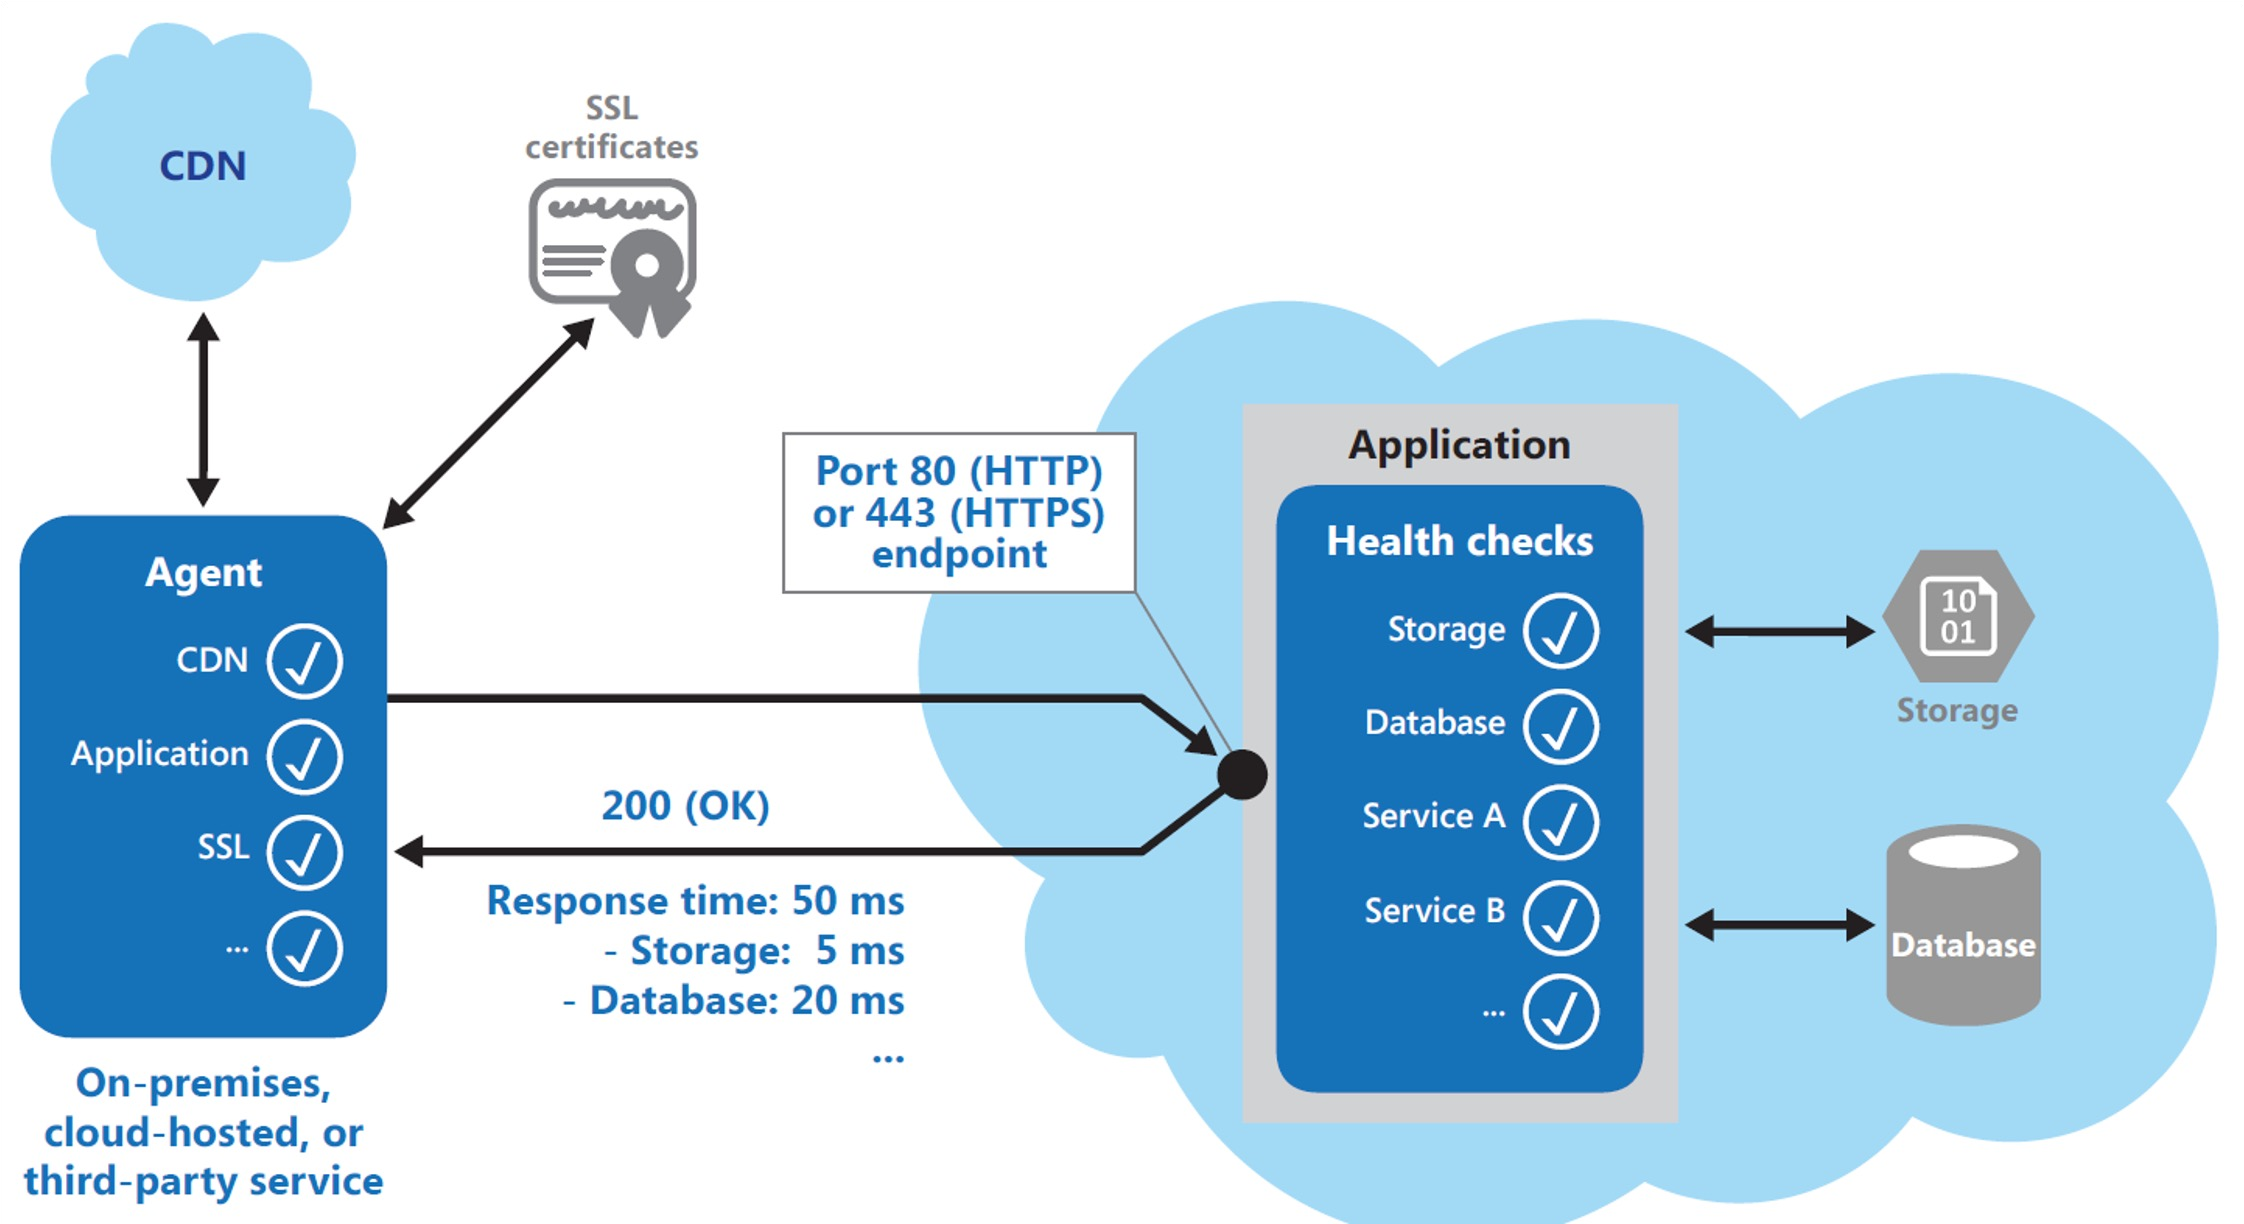 CDN
SSL
certificates
Agent
CDN
Application
SSL
...
On-premises,
cloud-hosted, or
third-party service
Port 80 (HTTP)
or 443 (HTTPS)
endpoint
200 (OK)
Response time: 50 ms
- Storage: 5 ms
- Database: 20 ms
...
Application
Health checks
Storage
Database
Service A
Service B
...
10
01
Storage
Database